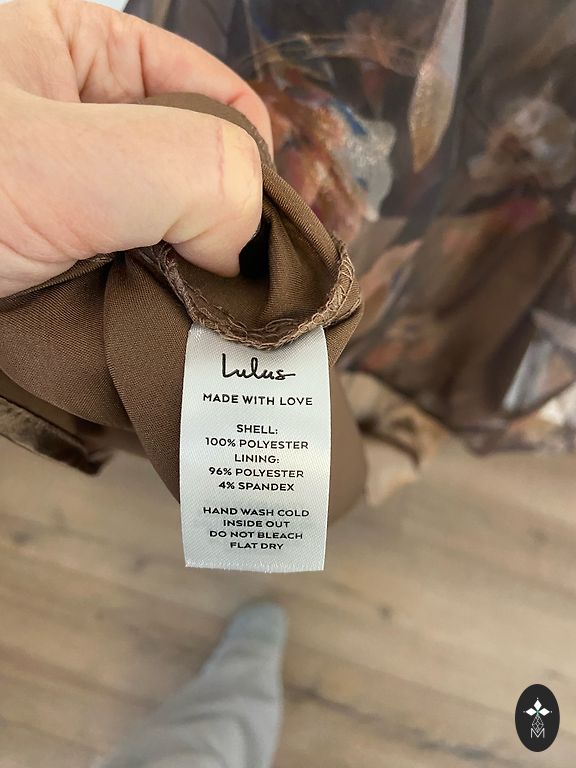 Lulus
MADE WITH LOVE
SHELL:
100% POLYESTER
LINING:
96% POLYESTER
4% SPANDEX
HAND WASH COLD
INSIDE OUT
DO NOT BLEACH
FLAT DRY
M